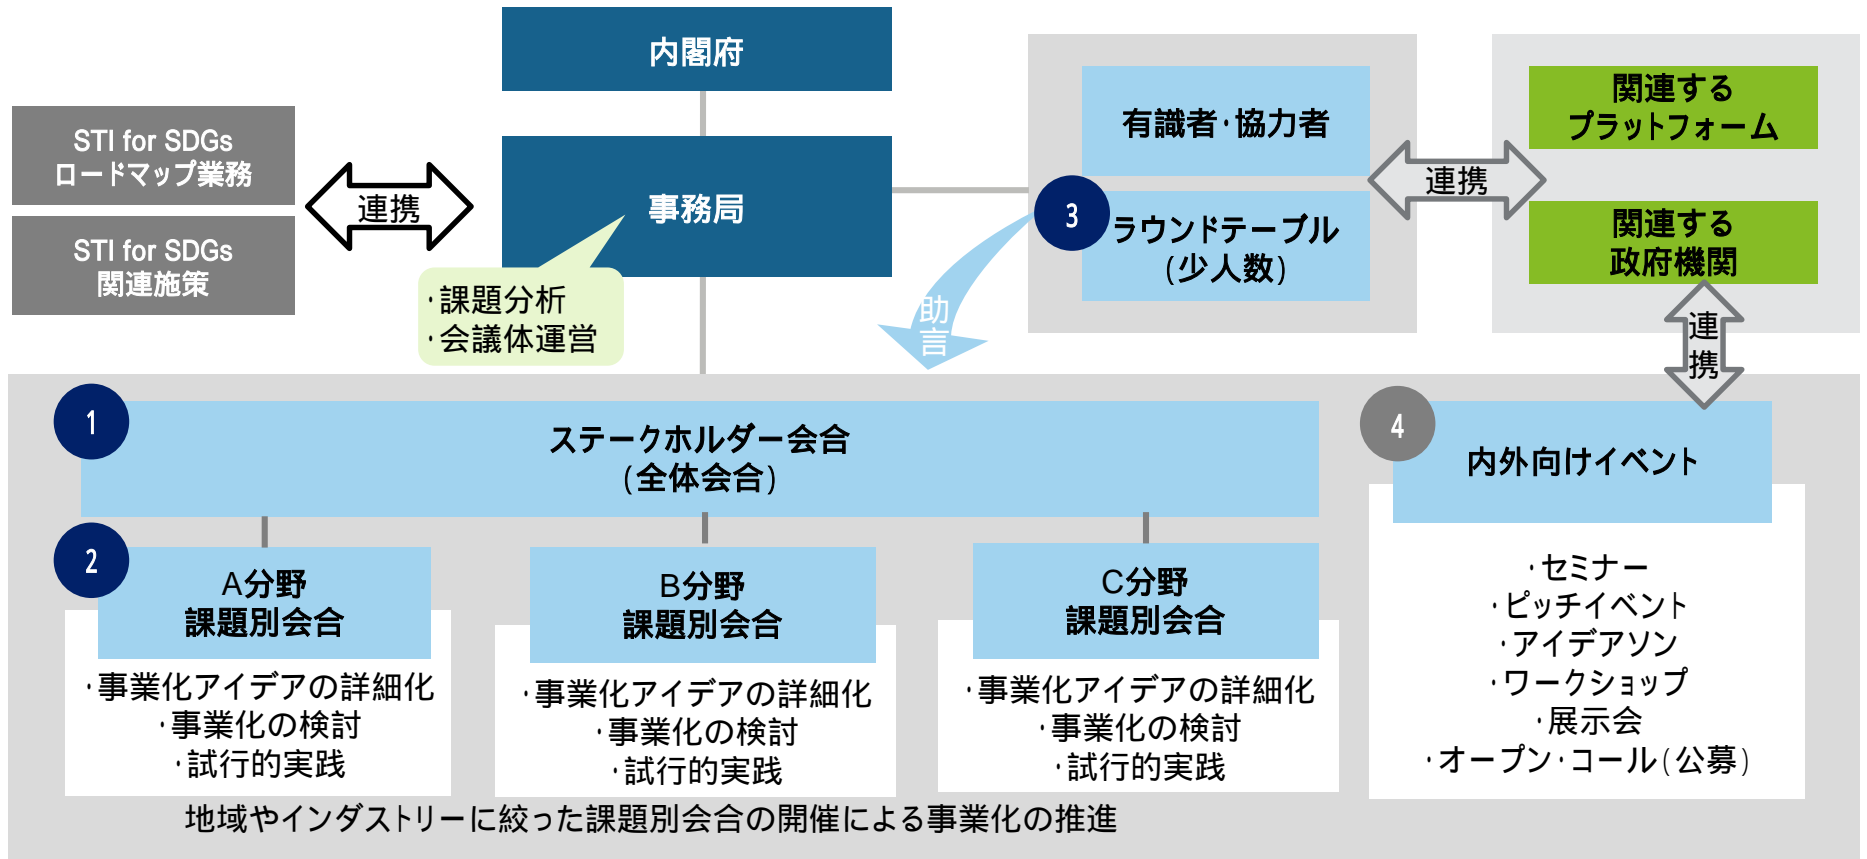 内閣府
STI for SDGs
ロードマップ業務
STI for SDGs
関連施策
連携
事務局
・課題分析
・会議体運営
有識者・協力者
3
ラウンドテーブル
(少人数)
助言
連携
関連する
プラットフォーム
関連する
政府機関
連携
1
ステークホルダー会合
(全体会合)
2
A分野
課題別会合
・事業化アイデアの詳細化
・事業化の検討
・試行的実践
B分野
課題別会合
・事業化アイデアの詳細化
・事業化の検討
・試行的実践
C分野
課題別会合
・事業化アイデアの詳細化
・事業化の検討
・試行的実践
4
内外向けイベント
・セミナー
・ピッチイベント
・アイデアソン
・ワークショップ
・展示会
・オープン・コール(公募)
地域やインダストリーに絞った課題別会合の開催による事業化の推進